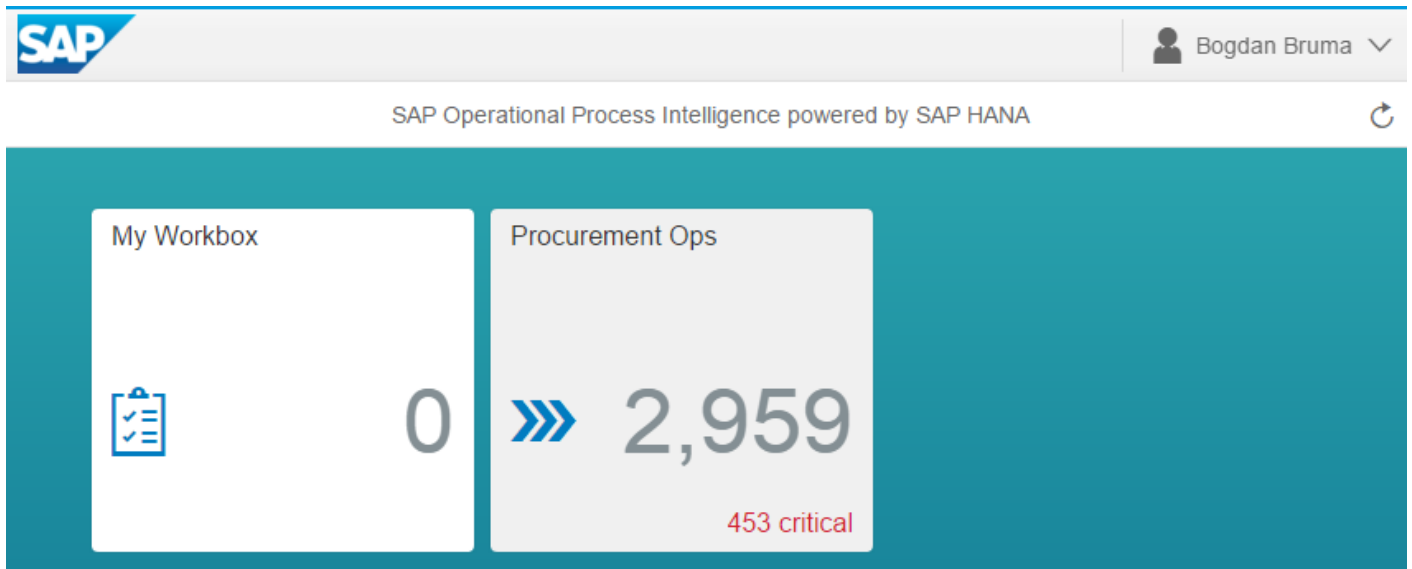 SAP
Bogdan Bruma
SAP Operational Process Intelligence powered by SAP HANA
My Workbox
Procurement Ops
0
2,959
453 critical